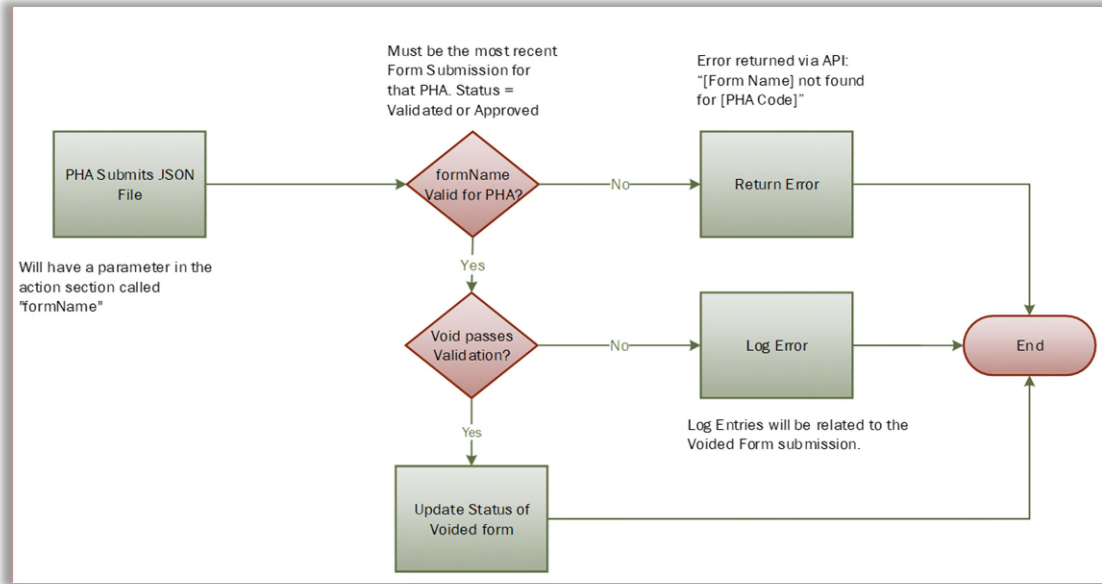 Must be the most recent
Form Submission for
that PHA. Status =
Validated or Approved
Error returned via API:
“[Form Name] not found
for [PHA Code]”
PHA Submits JSON
File
formName
Valid for PHA?
No
Return Error
Will have a parameter in the
action section called
"formName"
Yes
Void passes
Validation?
No
Log Error
End
Log Entries will be related to the
Voided Form submission.
Yes
Update Status of
Voided form